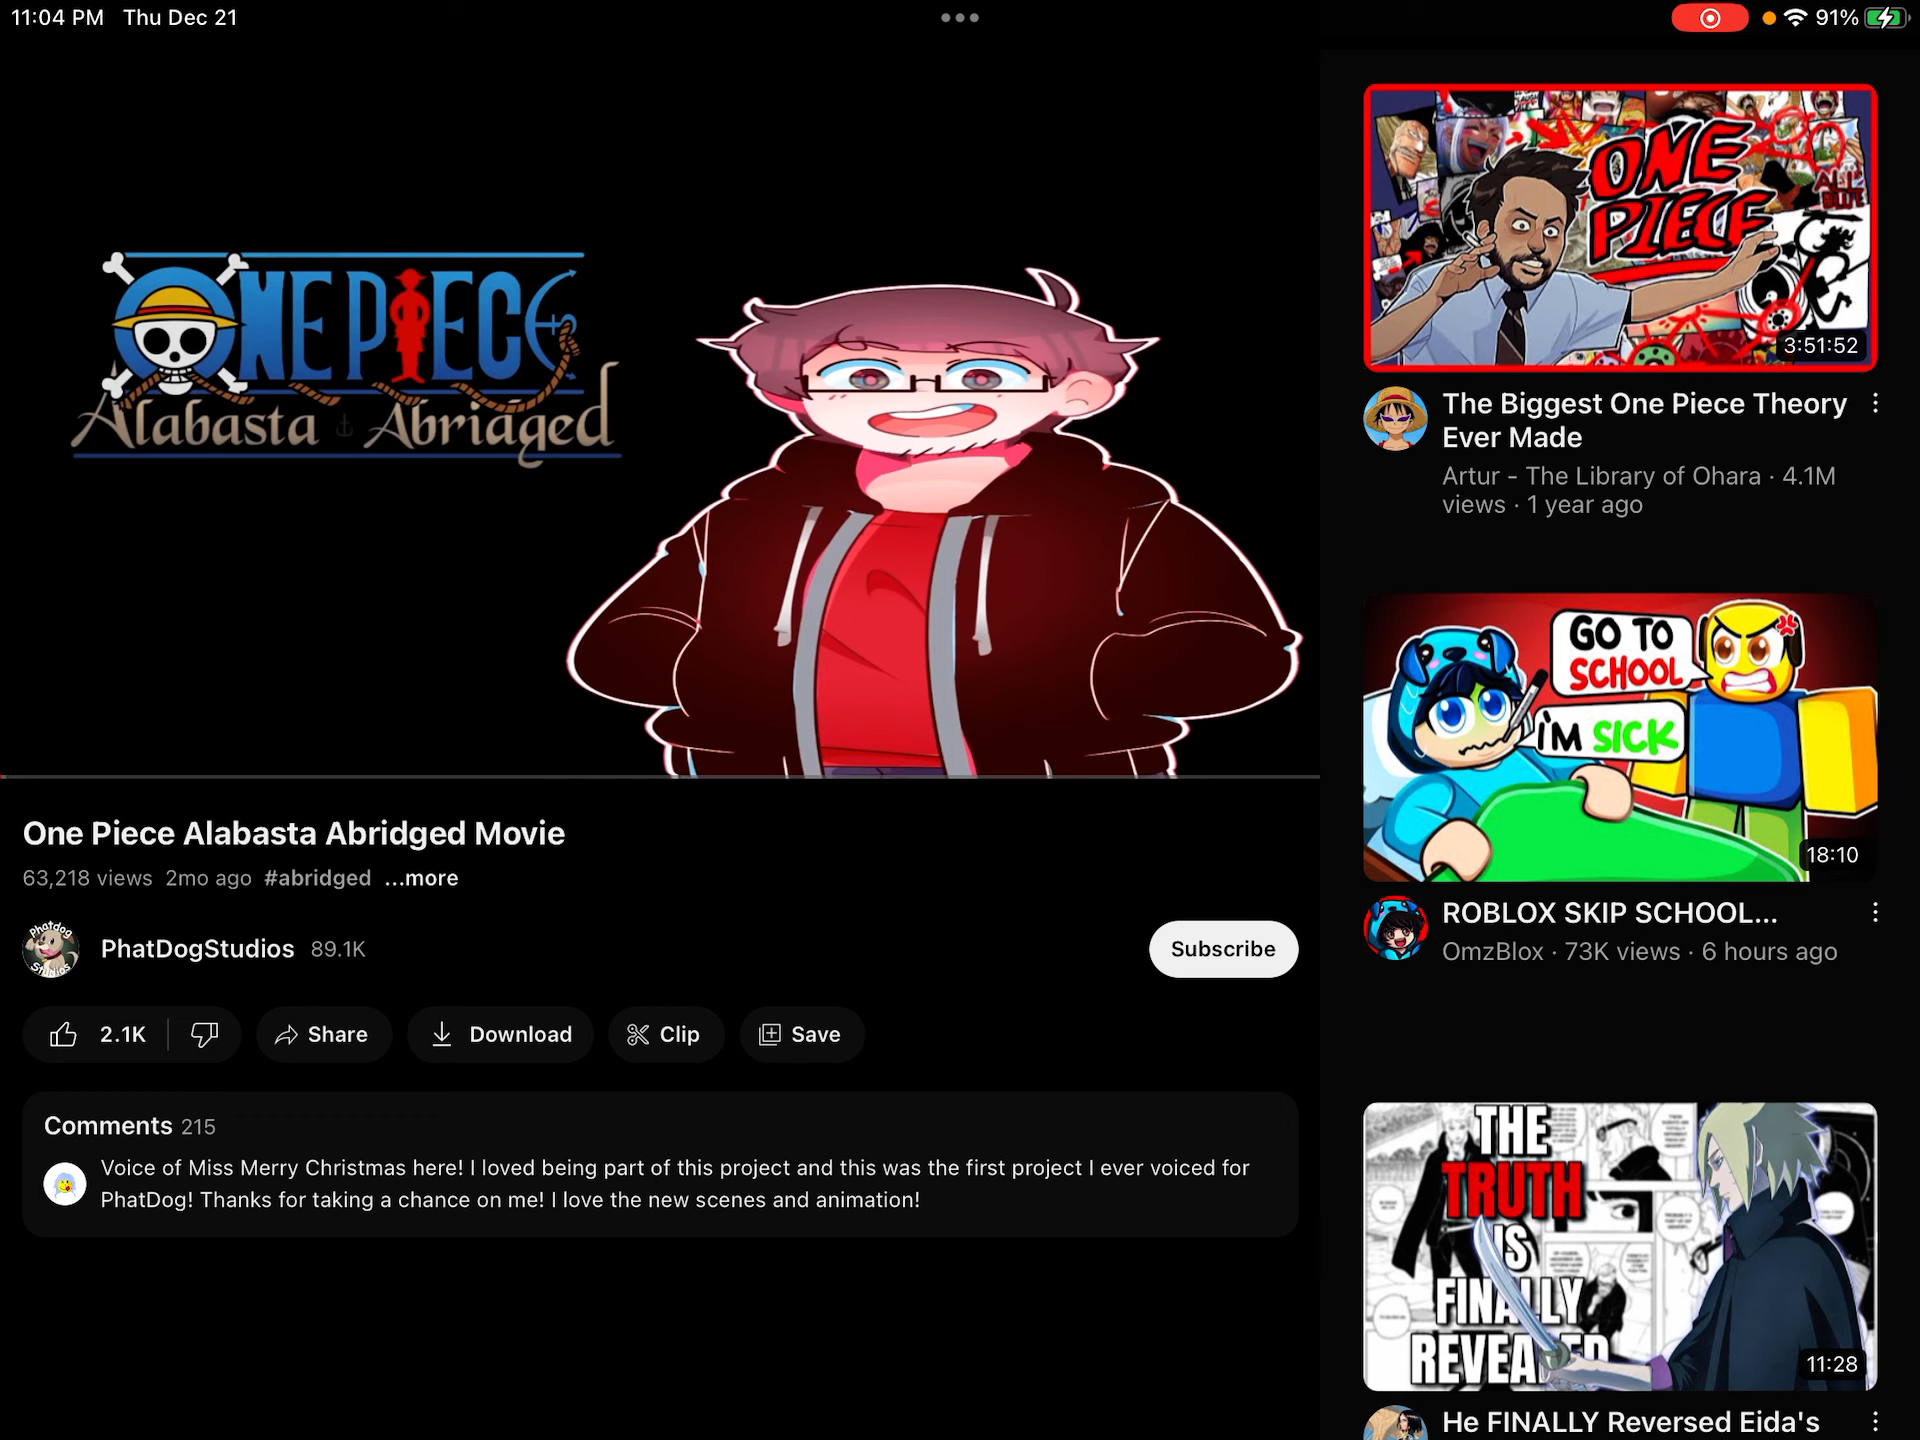 11:04 PM Thu Dec 21
91%
ONE PIECE
Alabasta Abridged
One Piece Alabasta Abridged Movie
63,218 views 2mo ago #abridged ...more
Phatdog
Studios
PhatDogStudios 89.1K
Subscribe
2.1K
Share
Download
Clip
Save
Comments 215
Voice of Miss Merry Christmas here! I loved being part of this project and this was the first project I ever voiced for
PhatDog! Thanks for taking a chance on me! I love the new scenes and animation!
ONE
PIECE
ALL
BLUE
3:51:52
The Biggest One Piece Theory
Ever Made
Artur - The Library of Ohara · 4.1M
views · 1 year ago
GO TO
SCHOOL
I'M SICK
18:10
ROBLOX SKIP SCHOOL...
OmzBlox · 73K views · 6 hours ago
THE
TRUTH
IS
FINALLY
REVEALED
11:28
He FINALLY Reversed Eida's